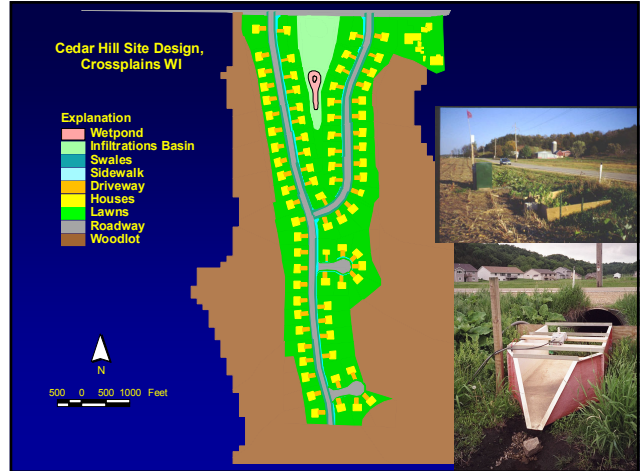 Cedar Hill Site Design,
Crossplains WI
Explanation
Wetpond
Infiltrations Basin
Swales
Sidewalk
Driveway
Houses
Lawns
Roadway
Woodlot
N
500 0 500 1000 Feet